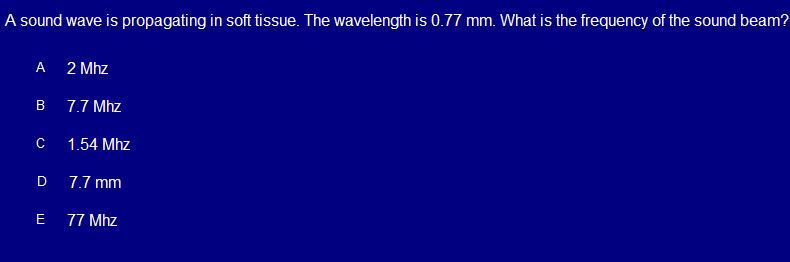 A sound wave is propagating in soft tissue. The wavelength is 0.77 mm. What is the frequency of the sound beam?
A 2 Mhz
B 7.7 Mhz
C 1.54 Mhz
D 7.7 mm
E 77 Mhz